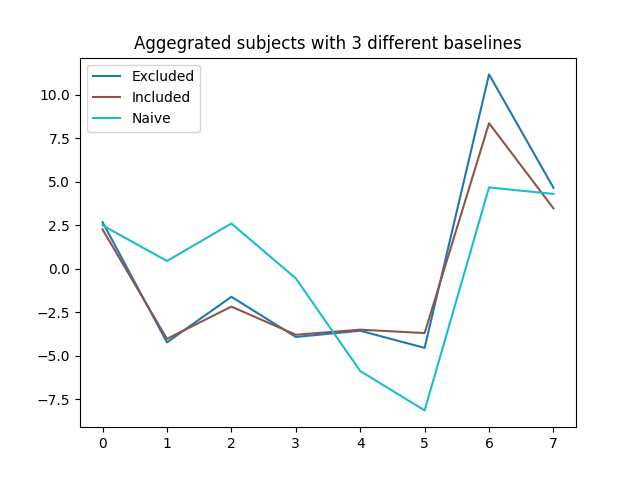 Aggegrated subjects with 3 different baselines
Excluded
Included
Naive
10.0
7.5
5.0
2.5
0.0
−2.5
−5.0
−7.5
0 1 2 3 4 5 6 7